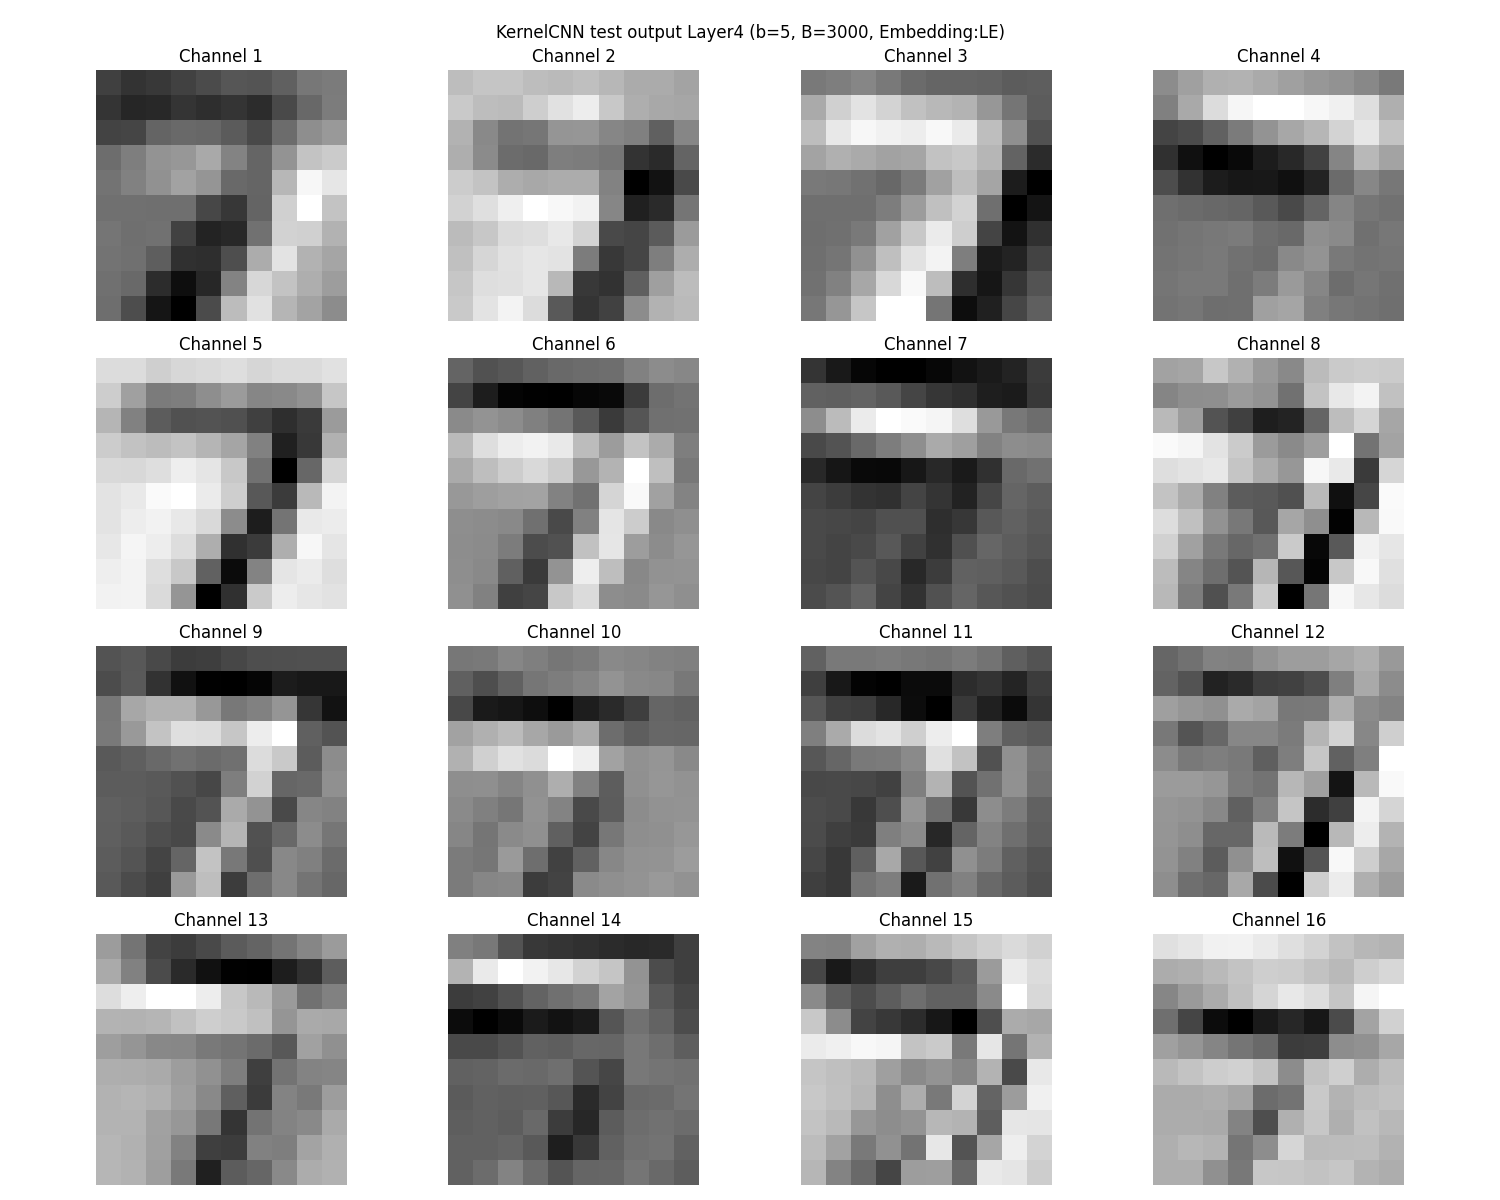 KernelCNN test output Layer4 (b=5, B=3000, Embedding:LE)
Channel 1
Channel 2
Channel 3
Channel 4
Channel 5
Channel 6
Channel 7
Channel 8
Channel 9
Channel 10
Channel 11
Channel 12
Channel 13
Channel 14
Channel 15
Channel 16